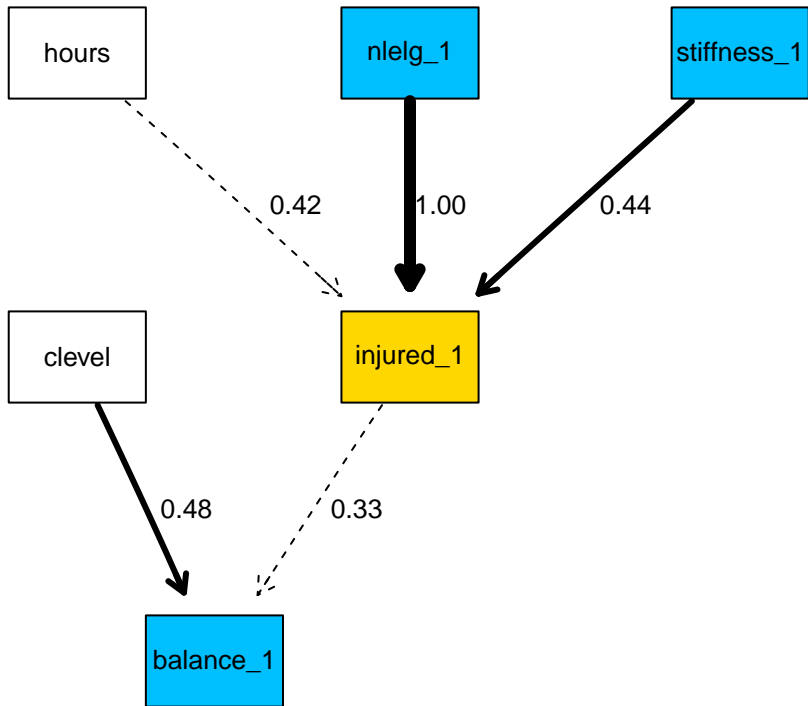 hours
nlelg_1
stiffness_1
0.42
1.00
0.44
clevel
injured_1
0.48
0.33
balance_1